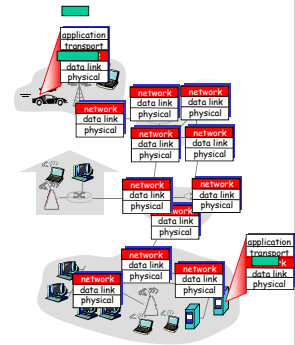 application
transport
data link
physical
network
data link
physical
network
data link
physical
network
data link
physical
network
data link
physical
network
data link
physical
network
data link
physical
network
data link
physical
network
data link
physical
network
data link
physical
network
data link
physical
network
data link
physical
application
transport
data link
physical